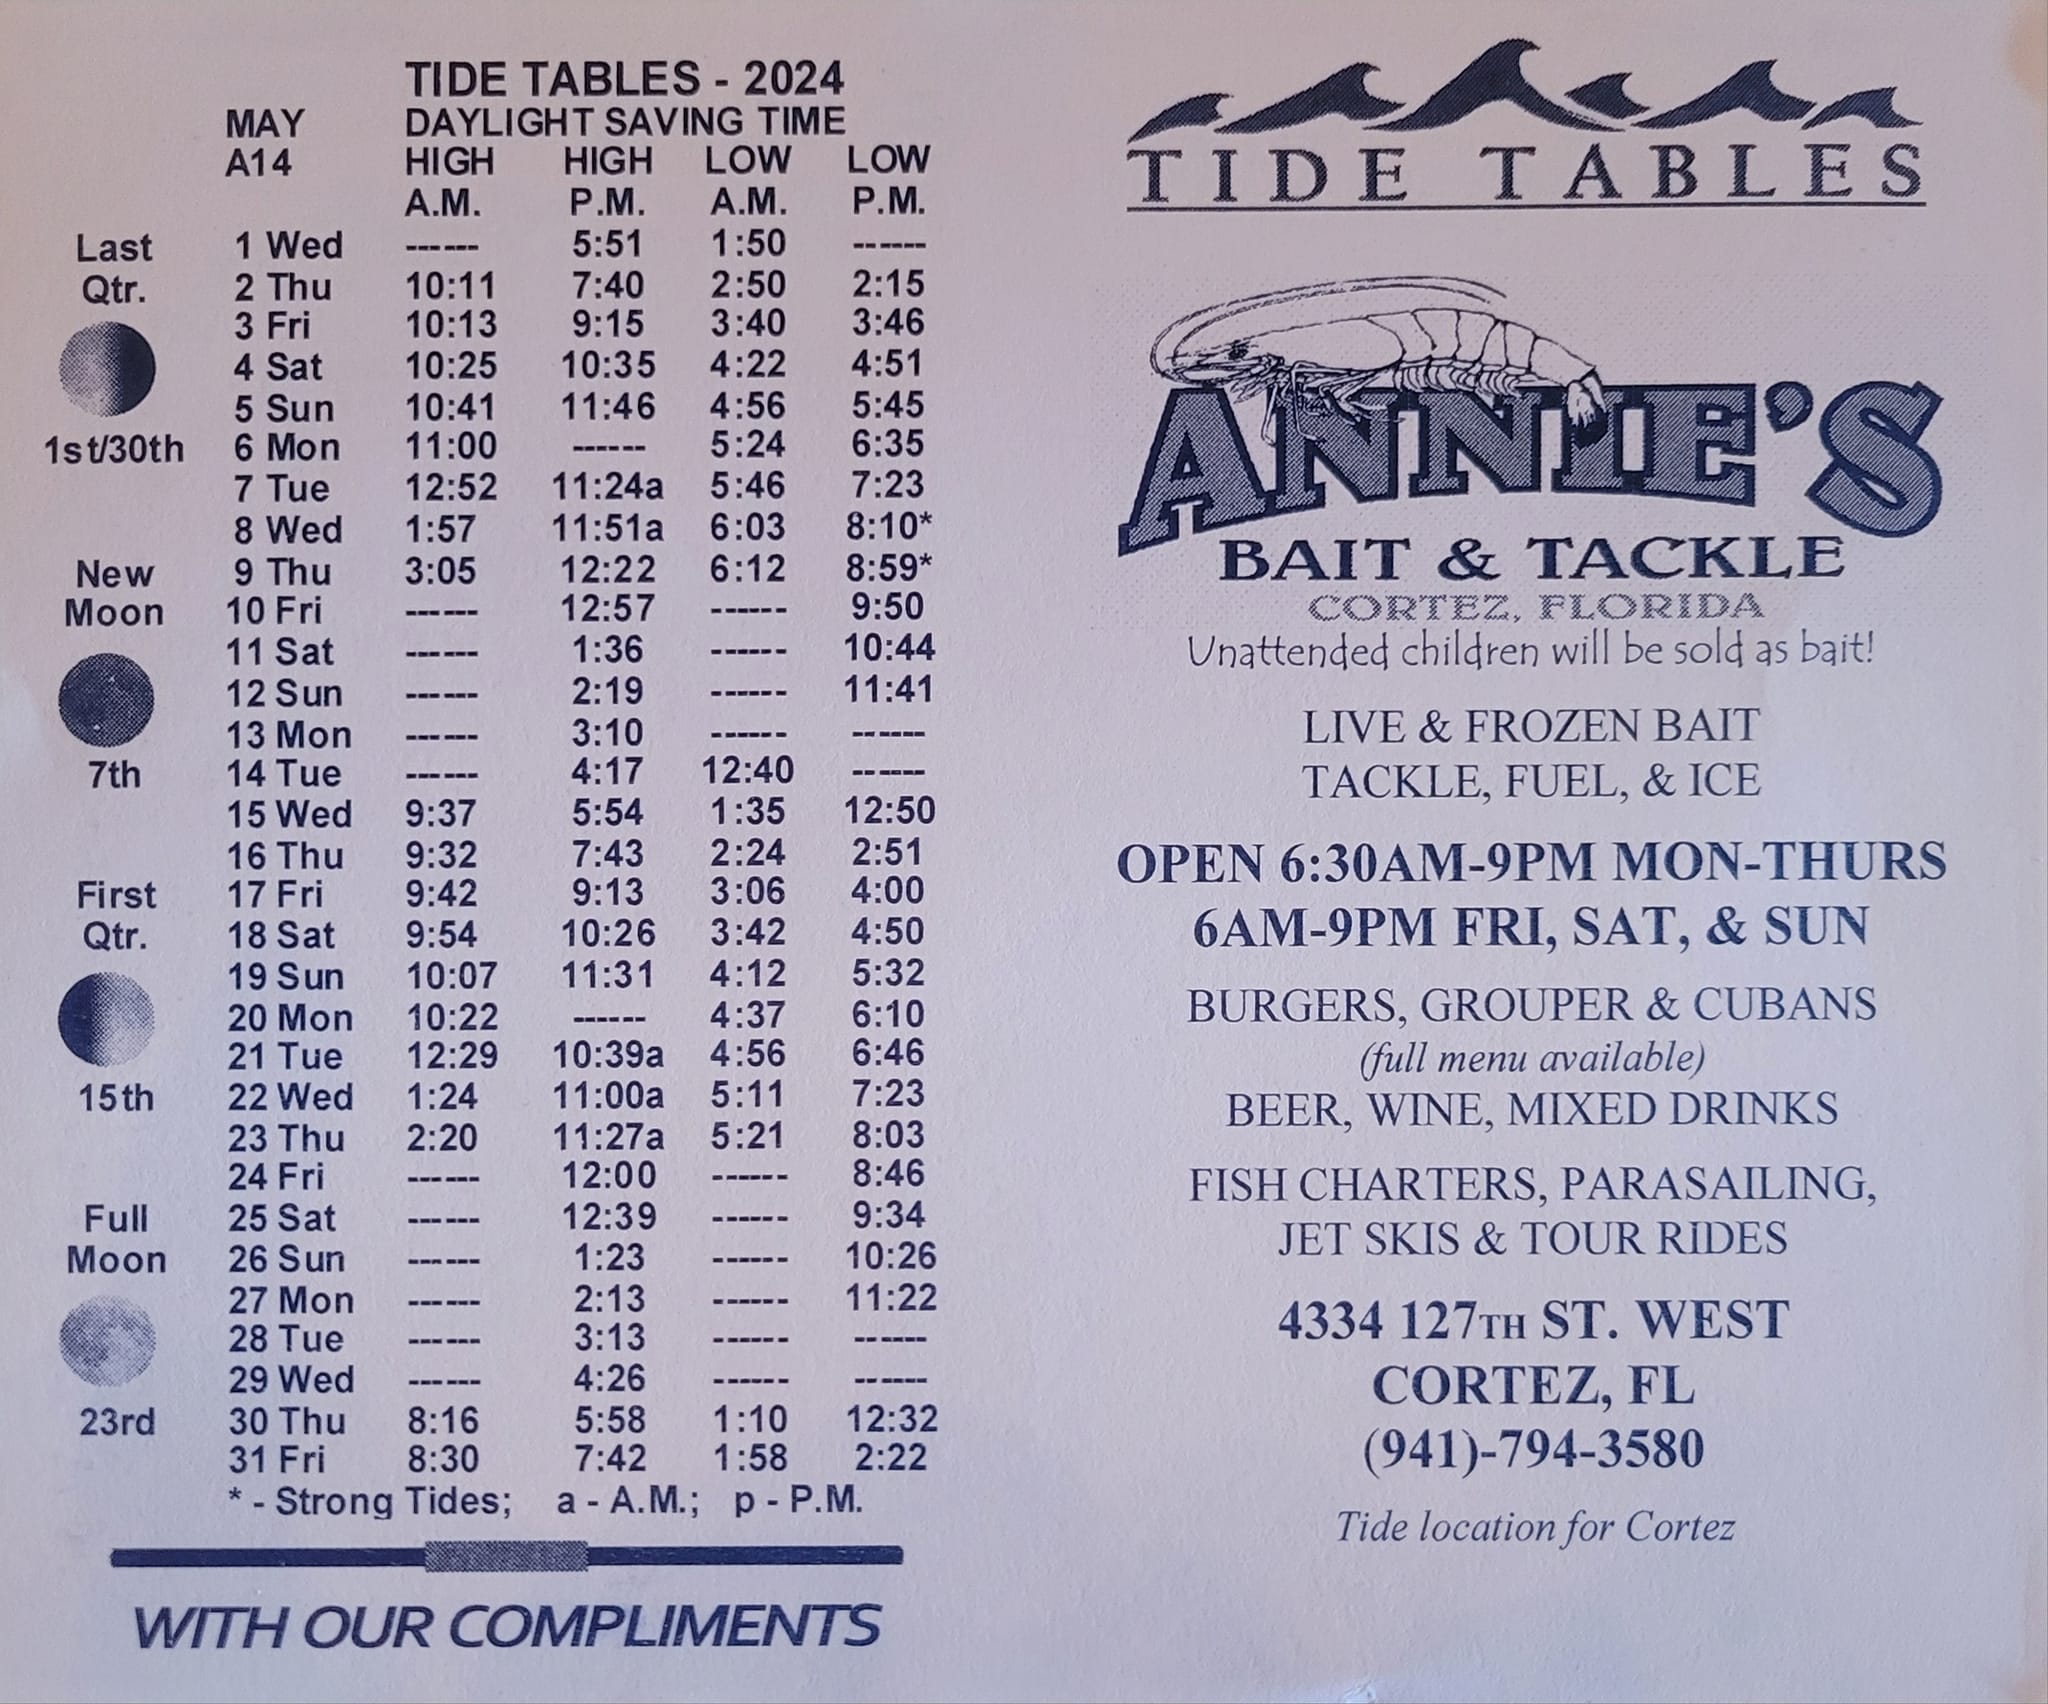 TIDE TABLES - 2024
MAY DAYLIGHT SAVING TIME
A14 HIGH HIGH LOW LOW
A.M. P.M. A.M. P.M.
Last 1 Wed ------ 5:51 1:50 ------
Qtr. 2 Thu 10:11 7:40 2:50 2:15
3 Fri 10:13 9:15 3:40 3:46
4 Sat 10:25 10:35 4:22 4:51
5 Sun 10:41 11:46 4:56 5:45
1st/30th 6 Mon 11:00 ------ 5:24 6:35
7 Tue 12:52 11:24a 5:46 7:23
8 Wed 1:57 11:51a 6:03 8:10*
New 9 Thu 3:05 12:22 6:12 8:59*
Moon 10 Fri ------ 12:57 ------ 9:50
11 Sat ------ 1:36 ------ 10:44
12 Sun ------ 2:19 ------ 11:41
13 Mon ------ 3:10 ------ ------
7th 14 Tue ------ 4:17 12:40 ------
15 Wed 9:37 5:54 1:35 12:50
16 Thu 9:32 7:43 2:24 2:51
First 17 Fri 9:42 9:13 3:06 4:00
Qtr. 18 Sat 9:54 10:26 3:42 4:50
19 Sun 10:07 11:31 4:12 5:32
20 Mon 10:22 ------ 4:37 6:10
21 Tue 12:29 10:39a 4:56 6:46
15th 22 Wed 1:24 11:00a 5:11 7:23
23 Thu 2:20 11:27a 5:21 8:03
24 Fri ------ 12:00 ------ 8:46
Full 25 Sat ------ 12:39 ------ 9:34
Moon 26 Sun ------ 1:23 ------ 10:26
27 Mon ------ 2:13 ------ 11:22
28 Tue ------ 3:13 ------ ------
29 Wed ------ 4:26 ------ ------
23rd 30 Thu 8:16 5:58 1:10 12:32
31 Fri 8:30 7:42 1:58 2:22
* - Strong Tides; a - A.M.; p - P.M.
WITH OUR COMPLIMENTS
TIDE TABLES
ANNIE'S
BAIT & TACKLE
CORTEZ, FLORIDA
Unattended children will be sold as bait!
LIVE & FROZEN BAIT
TACKLE, FUEL, & ICE
OPEN 6:30AM-9PM MON-THURS
6AM-9PM FRI, SAT, & SUN
BURGERS, GROUPER & CUBANS
(full menu available)
BEER, WINE, MIXED DRINKS
FISH CHARTERS, PARASAILING,
JET SKIS & TOUR RIDES
4334 127TH ST. WEST
CORTEZ, FL
(941)-794-3580
Tide location for Cortez